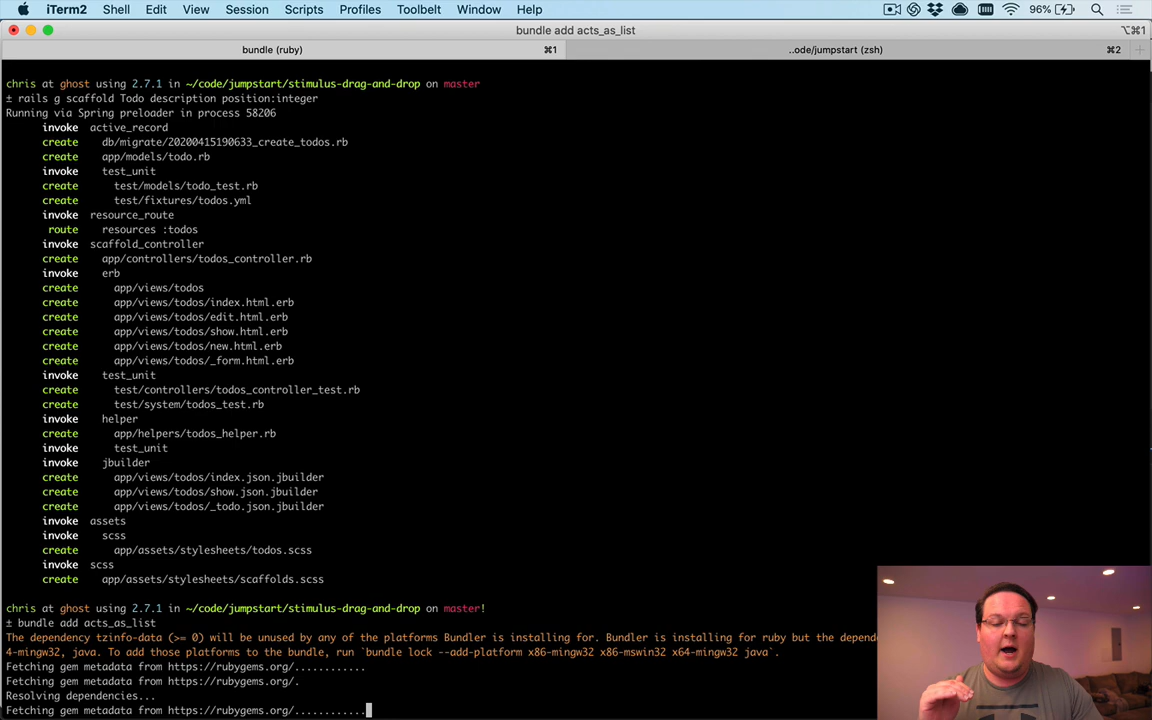 iTerm2 Shell Edit View Session Scripts Profiles Toolbelt Window Help 96%
bundle add acts_as_list ⌥⌘1
bundle (ruby) ⌘1 ..ode/jumpstart (zsh) ⌘2
chris at ghost using 2.7.1 in ~/code/jumpstart/stimulus-drag-and-drop on master
± rails g scaffold Todo description position:integer
Running via Spring preloader in process 58206
invoke active_record
create db/migrate/20200415190633_create_todos.rb
create app/models/todo.rb
invoke test_unit
create test/models/todo_test.rb
create test/fixtures/todos.yml
invoke resource_route
route resources :todos
invoke scaffold_controller
create app/controllers/todos_controller.rb
invoke erb
create app/views/todos
create app/views/todos/index.html.erb
create app/views/todos/edit.html.erb
create app/views/todos/show.html.erb
create app/views/todos/new.html.erb
create app/views/todos/_form.html.erb
invoke test_unit
create test/controllers/todos_controller_test.rb
create test/system/todos_test.rb
invoke helper
create app/helpers/todos_helper.rb
invoke test_unit
invoke jbuilder
create app/views/todos/index.json.jbuilder
create app/views/todos/show.json.jbuilder
create app/views/todos/_todo.json.jbuilder
invoke assets
invoke scss
create app/assets/stylesheets/todos.scss
invoke scss
create app/assets/stylesheets/scaffolds.scss
chris at ghost using 2.7.1 in ~/code/jumpstart/stimulus-drag-and-drop on master!
± bundle add acts_as_list
The dependency tzinfo-data (>= 0) will be unused by any of the platforms Bundler is installing for. Bundler is installing for ruby but the depend
4-mingw32, java. To add those platforms to the bundle, run `bundle lock --add-platform x86-mingw32 x86-mswin32 x64-mingw32 java`.
Fetching gem metadata from https://rubygems.org/............
Fetching gem metadata from https://rubygems.org/.
Resolving dependencies...
Fetching gem metadata from https://rubygems.org/............